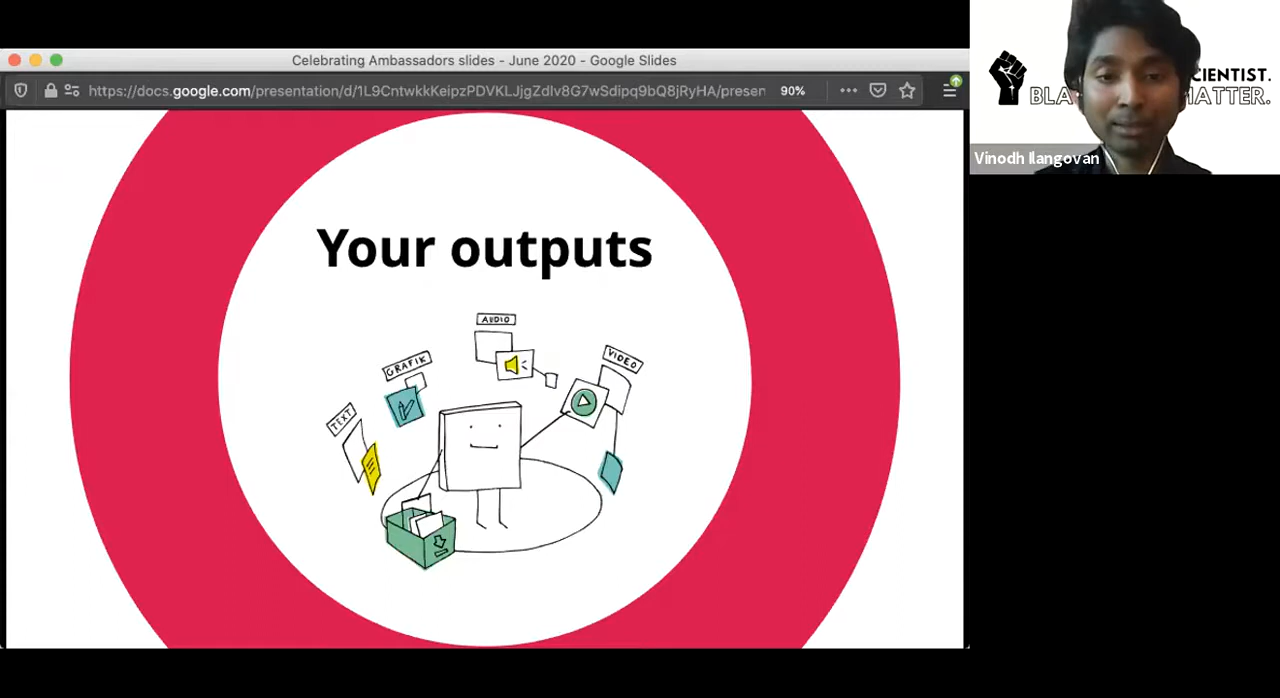 Celebrating Ambassadors slides - June 2020 - Google Slides
https://docs.google.com/presentation/d/1L9CntwkkKeipzPDVKLJjgZdlv8G7wSdipq9bQ8jRyHA/presen
90%
CIENTIST.
BLA
MATTER.
Vinodh Ilangovan
Your outputs
AUDIO
GRAFIK
VIDEO
TEXT